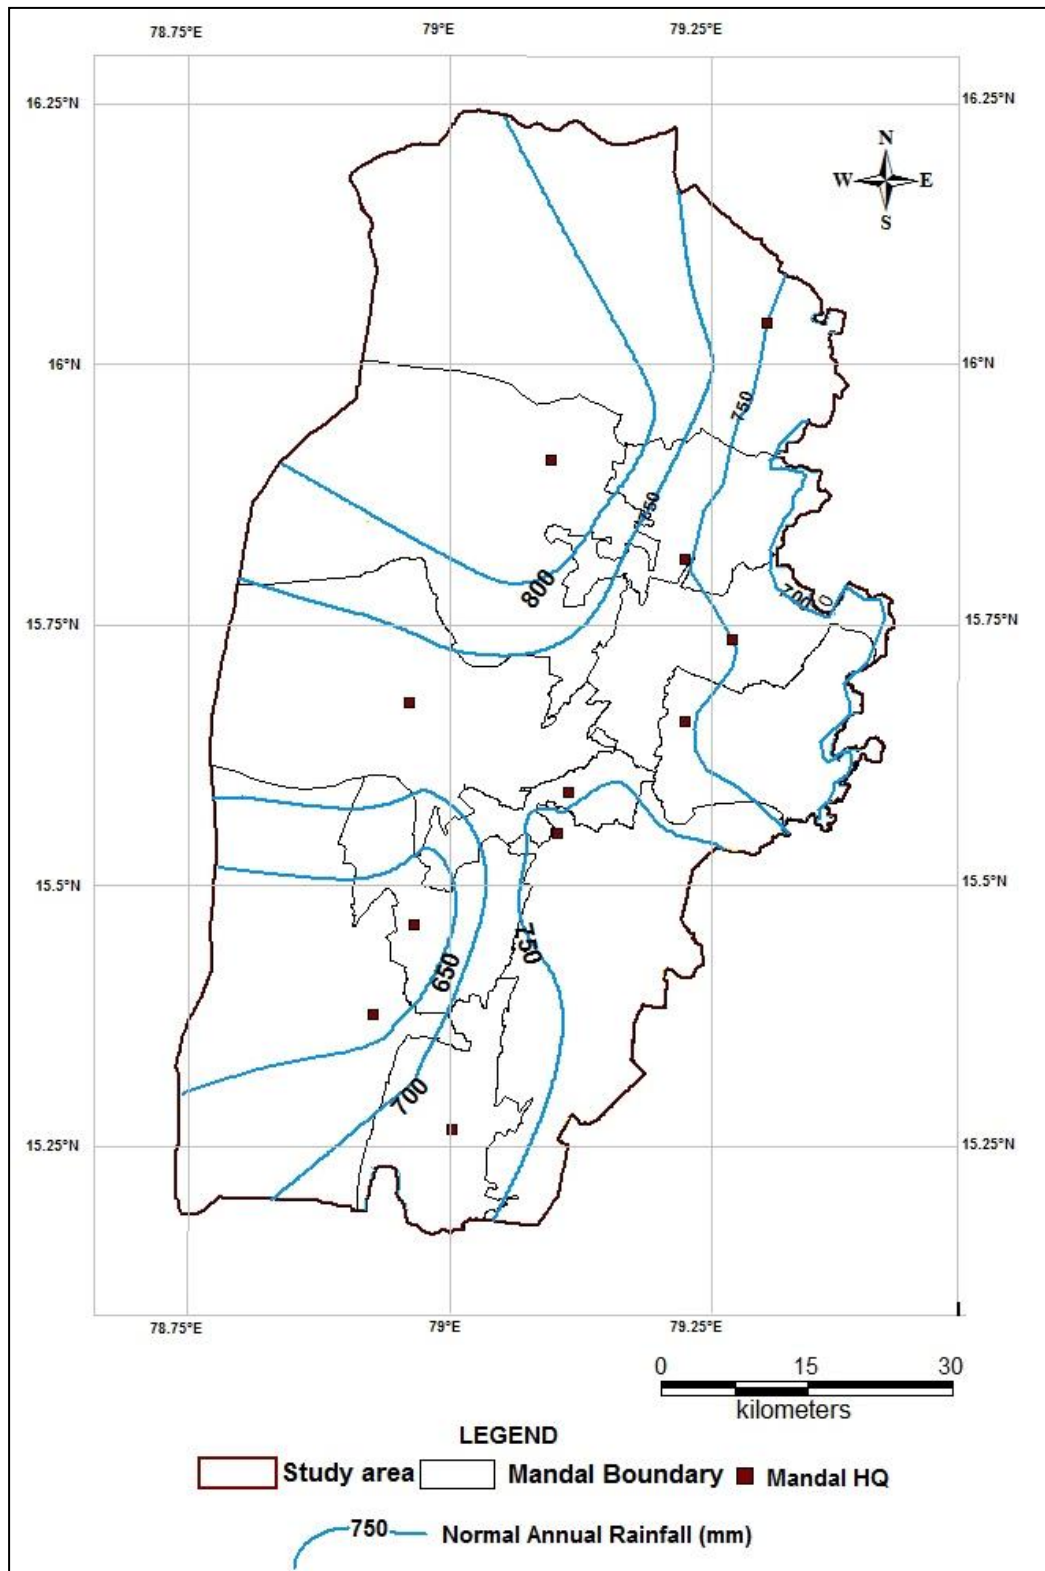 78.75°E 79°E 79.25°E
16.25°N 16.25°N
N
W E
S
16°N 16°N
750
750
800
700
15.75°N 15.75°N
15.5°N 15.5°N
750
650
700
15.25°N 15.25°N
78.75°E 79°E 79.25°E
0 15 30
kilometers
LEGEND
Study area Mandal Boundary Mandal HQ
750 Normal Annual Rainfall (mm)